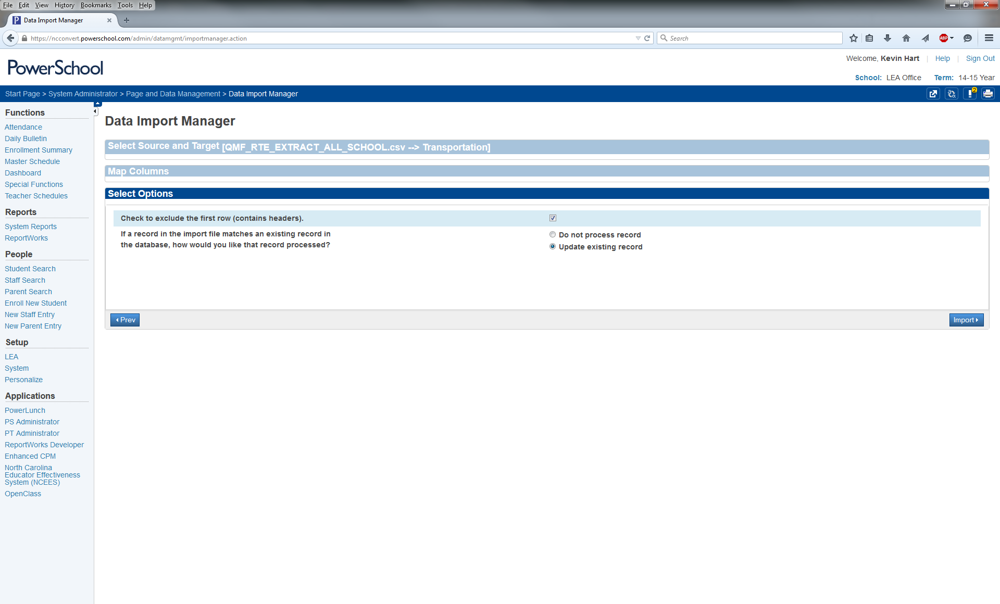 File Edit View History Bookmarks Tools Help
P Data Import Manager
https://ncconvert.powerschool.com/admin/datamgmt/importmanager.action
Search
ABP
PowerSchool
Welcome, Kevin Hart | Help | Sign Out
School: LEA Office Term: 14-15 Year
Start Page > System Administrator > Page and Data Management > Data Import Manager
2
Functions
Attendance
Daily Bulletin
Enrollment Summary
Master Schedule
Dashboard
Special Functions
Teacher Schedules
Reports
System Reports
ReportWorks
People
Student Search
Staff Search
Parent Search
Enroll New Student
New Staff Entry
New Parent Entry
Setup
LEA
System
Personalize
Applications
PowerLunch
PS Administrator
PT Administrator
ReportWorks Developer
Enhanced CPM
North Carolina
Educator Effectiveness
System (NCEES)
OpenClass
Data Import Manager
Select Source and Target [QMF_RTE_EXTRACT_ALL_SCHOOL.csv --> Transportation]
Map Columns
Select Options
Check to exclude the first row (contains headers).
If a record in the import file matches an existing record in
the database, how would you like that record processed?
Do not process record
Update existing record
Prev
Import